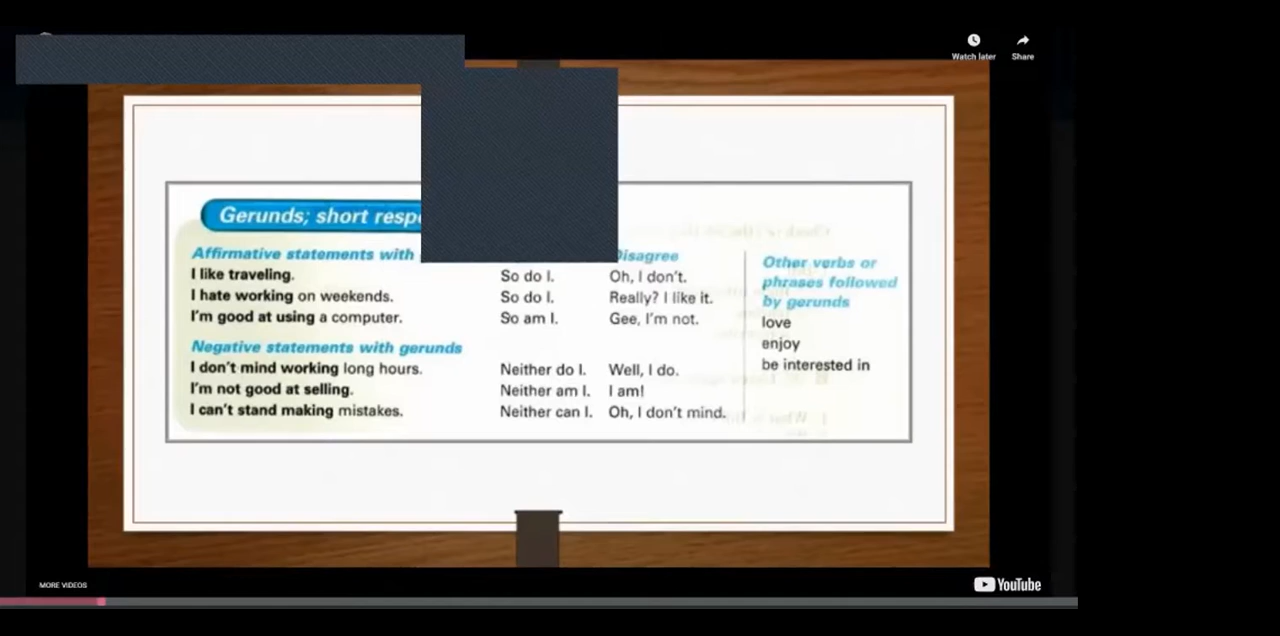 Watch later
Share
Gerunds; short
Affirmative statements with
Disagree
I like traveling.
So do I.
Oh, I don't.
I hate working on weekends.
So do I.
Really? I like it.
I'm good at using a computer.
So am I.
Gee, I'm not.
Negative statements with gerunds
I don't mind working long hours.
Neither do I.
Well, I do.
I'm not good at selling.
Neither am I.
I am!
I can't stand making mistakes.
Neither can I.
Oh, I don't mind.
Other verbs or
phrases followed
by gerunds
love
enjoy
be interested in
MORE VIDEOS
YouTube